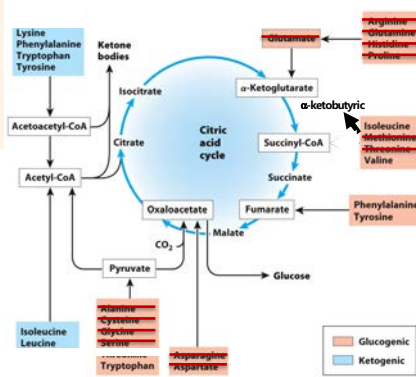 Lysine
Phenylalanine
Tryptophan
Tyrosine
Ketone
bodies
Glutamate
Arginine
Glutamine
Histidine
Proline
Isocitrate
α-Ketoglutarate
α-ketobutyric
Acetoacetyl-CoA
Citrate
Citric
acid
cycle
Succinyl-CoA
Isoleucine
Methionine
Threonine
Valine
Acetyl-CoA
Succinate
Oxaloacetate
Fumarate
Phenylalanine
Tyrosine
Malate
CO₂
Pyruvate
Glucose
Isoleucine
Leucine
Alanine
Cysteine
Glycine
Serine
Threonine
Tryptophan
Asparagine
Aspartate
Glucogenic
Ketogenic